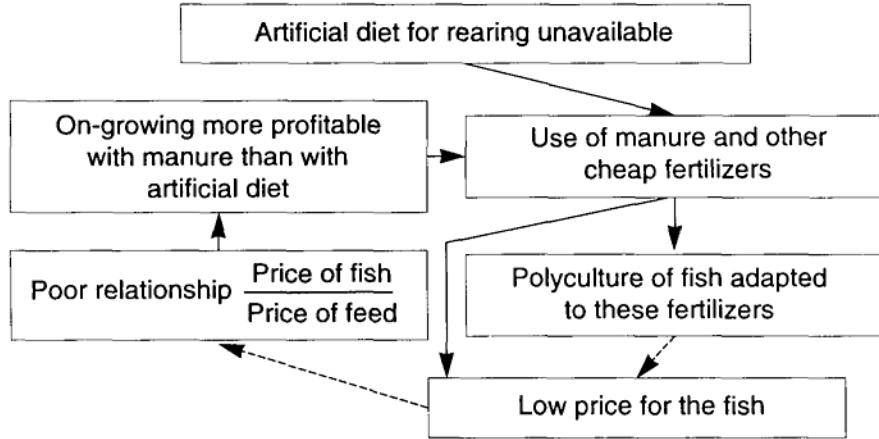 Artificial diet for rearing unavailable
On-growing more profitable
with manure than with
artificial diet
Use of manure and other
cheap fertilizers
Poor relationship Price of fish
Price of feed
Polyculture of fish adapted
to these fertilizers
Low price for the fish